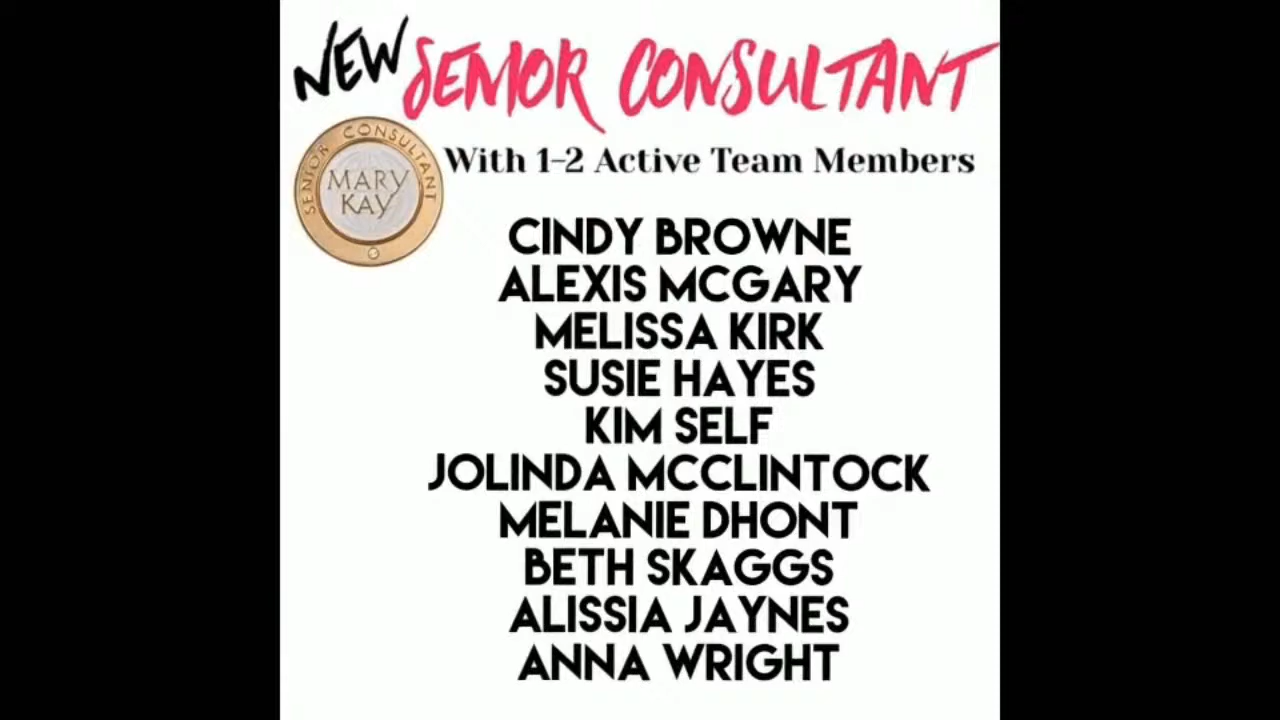 NEW SENIOR CONSULTANT
SENIOR CONSULTANT
MARY
KAY
With 1-2 Active Team Members
CINDY BROWNE
ALEXIS MCGARY
MELISSA KIRK
SUSIE HAYES
KIM SELF
JOLINDA MCCLINTOCK
MELANIE DHONT
BETH SKAGGS
ALISSIA JAYNES
ANNA WRIGHT